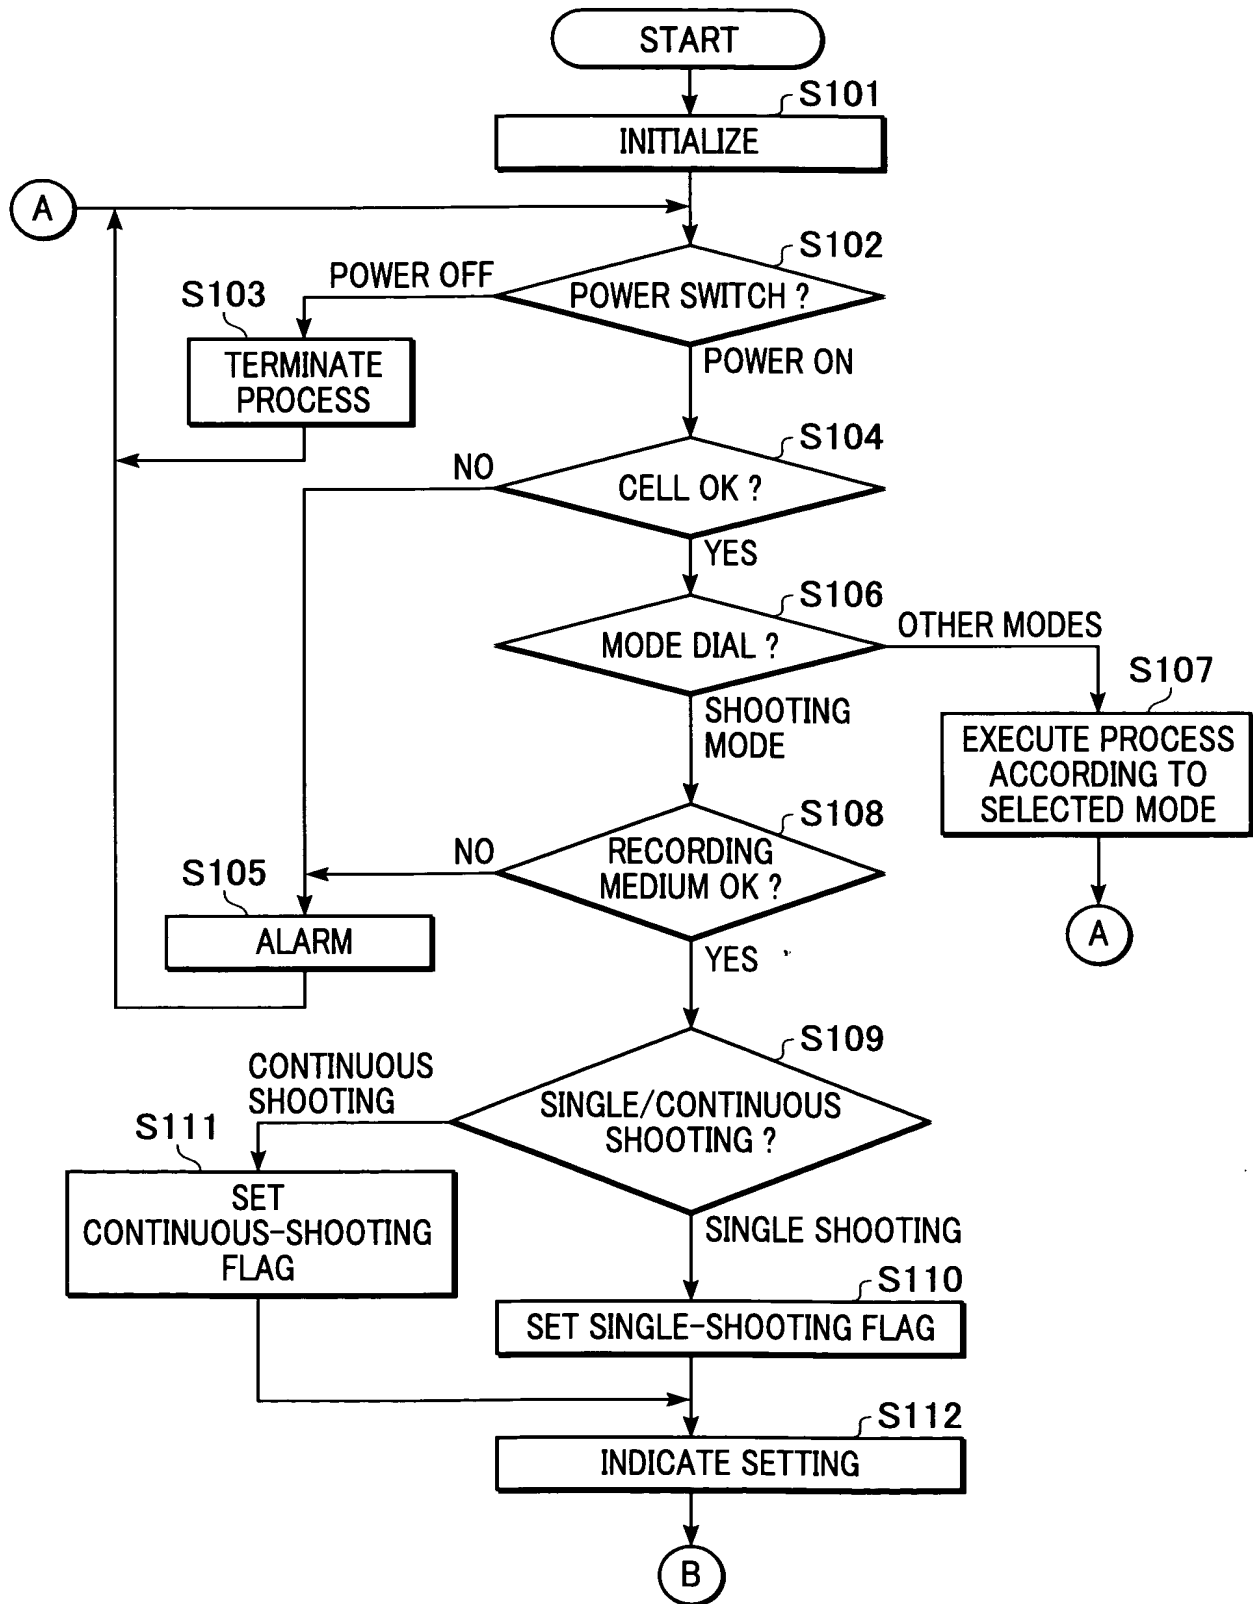 START
S101
INITIALIZE
A
S102
POWER OFF
POWER SWITCH ?
S103
TERMINATE
PROCESS
POWER ON
S104
NO
CELL OK ?
YES
S106
OTHER MODES
MODE DIAL ?
S107
SHOOTING
MODE
EXECUTE PROCESS
ACCORDING TO
SELECTED MODE
S108
NO
RECORDING
MEDIUM OK ?
S105
ALARM
A
YES
S109
CONTINUOUS
SHOOTING
SINGLE/CONTINUOUS
SHOOTING ?
S111
SET
CONTINUOUS-SHOOTING
FLAG
SINGLE SHOOTING
S110
SET SINGLE-SHOOTING FLAG
S112
INDICATE SETTING
B